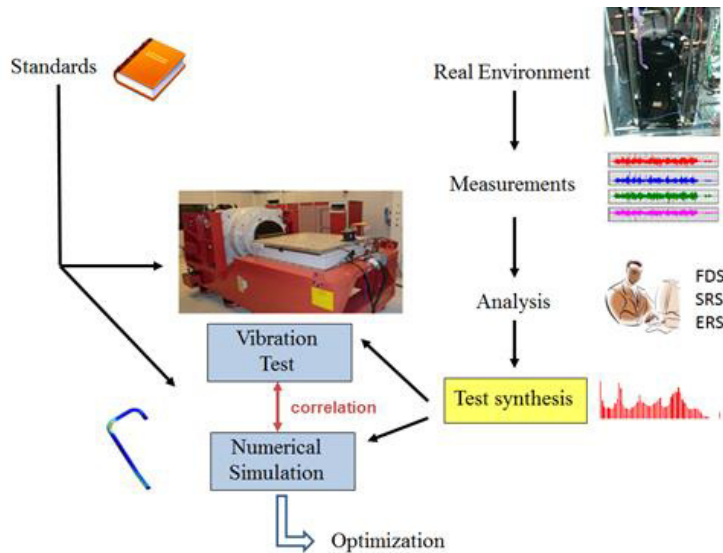 Standards
Real Environment
Measurements
Analysis
FDS
SRS
ERS
Vibration
Test
correlation
Test synthesis
Numerical
Simulation
Optimization